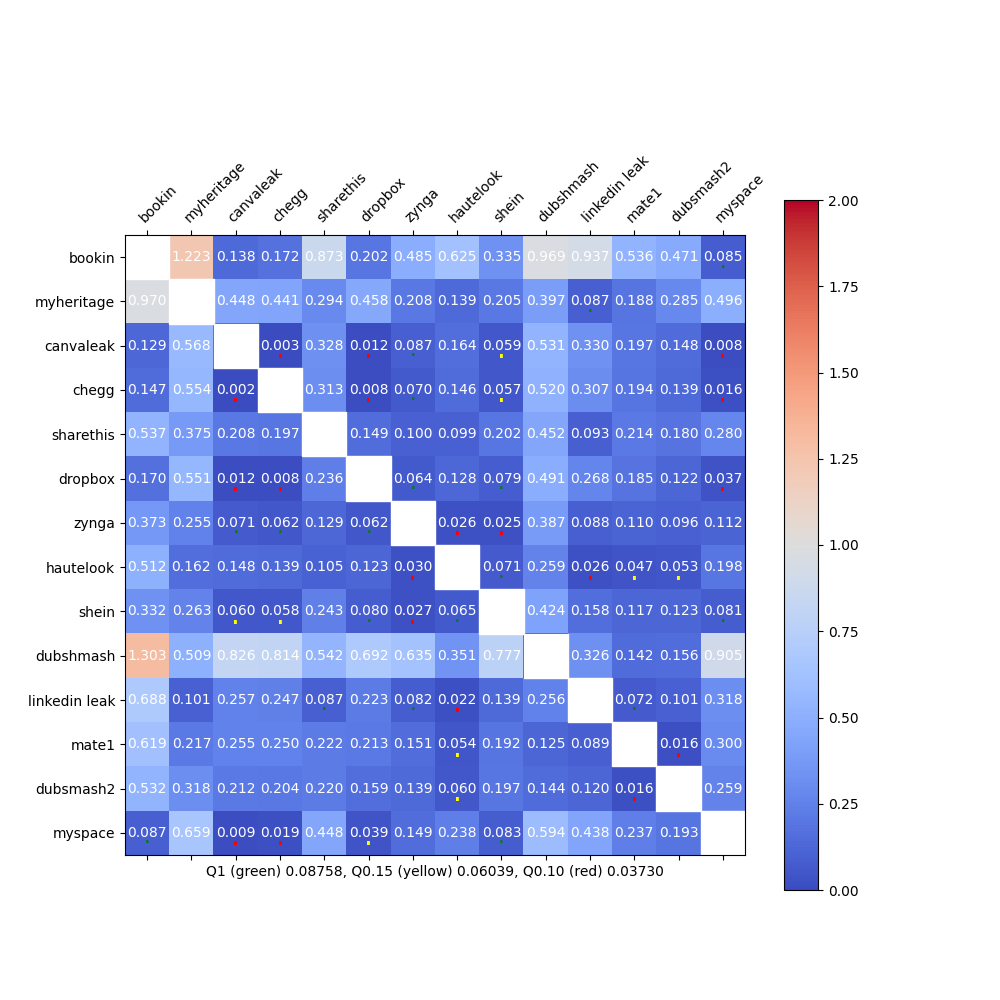 bookin myheritage canvaleak chegg sharethis dropbox zynga hautelook shein dubshmash linkedin leak mate1 dubsmash2 myspace
2.00
bookin 1.223 0.138 0.172 0.873 0.202 0.485 0.625 0.335 0.969 0.937 0.536 0.471 0.085
myheritage 0.970 0.448 0.441 0.294 0.458 0.208 0.139 0.205 0.397 0.087 0.188 0.285 0.496
1.75
canvaleak 0.129 0.568 0.003 0.328 0.012 0.087 0.164 0.059 0.531 0.330 0.197 0.148 0.008
1.50
chegg 0.147 0.554 0.002 0.313 0.008 0.070 0.146 0.057 0.520 0.307 0.194 0.139 0.016
sharethis 0.537 0.375 0.208 0.197 0.149 0.100 0.099 0.202 0.452 0.093 0.214 0.180 0.280
1.25
dropbox 0.170 0.551 0.012 0.008 0.236 0.064 0.128 0.079 0.491 0.268 0.185 0.122 0.037
zynga 0.373 0.255 0.071 0.062 0.129 0.062 0.026 0.025 0.387 0.088 0.110 0.096 0.112
1.00
hautelook 0.512 0.162 0.148 0.139 0.105 0.123 0.030 0.071 0.259 0.026 0.047 0.053 0.198
shein 0.332 0.263 0.060 0.058 0.243 0.080 0.027 0.065 0.424 0.158 0.117 0.123 0.081
0.75
dubshmash 1.303 0.509 0.826 0.814 0.542 0.692 0.635 0.351 0.777 0.326 0.142 0.156 0.905
linkedin leak 0.688 0.101 0.257 0.247 0.087 0.223 0.082 0.022 0.139 0.256 0.072 0.101 0.318
0.50
mate1 0.619 0.217 0.255 0.250 0.222 0.213 0.151 0.054 0.192 0.125 0.089 0.016 0.300
dubsmash2 0.532 0.318 0.212 0.204 0.220 0.159 0.139 0.060 0.197 0.144 0.120 0.016 0.259
0.25
myspace 0.087 0.659 0.009 0.019 0.448 0.039 0.149 0.238 0.083 0.594 0.438 0.237 0.193
Q1 (green) 0.08758, Q0.15 (yellow) 0.06039, Q0.10 (red) 0.03730
0.00